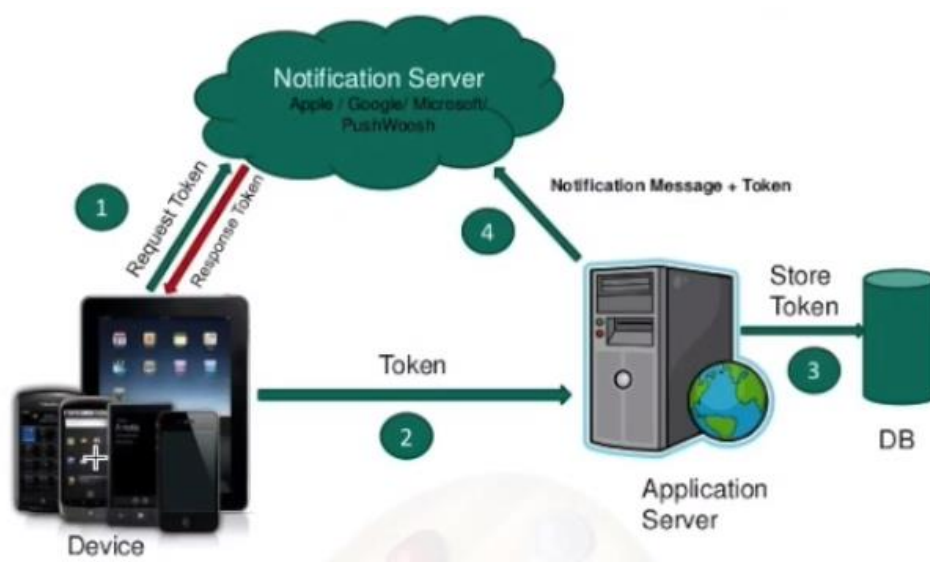 Notification Server
Apple / Google/ Microsoft/
PushWoosh
1
Request Token
Response Token
Notification Message + Token
4
Store
Token
3
Token
2
DB
Application
Server
Device